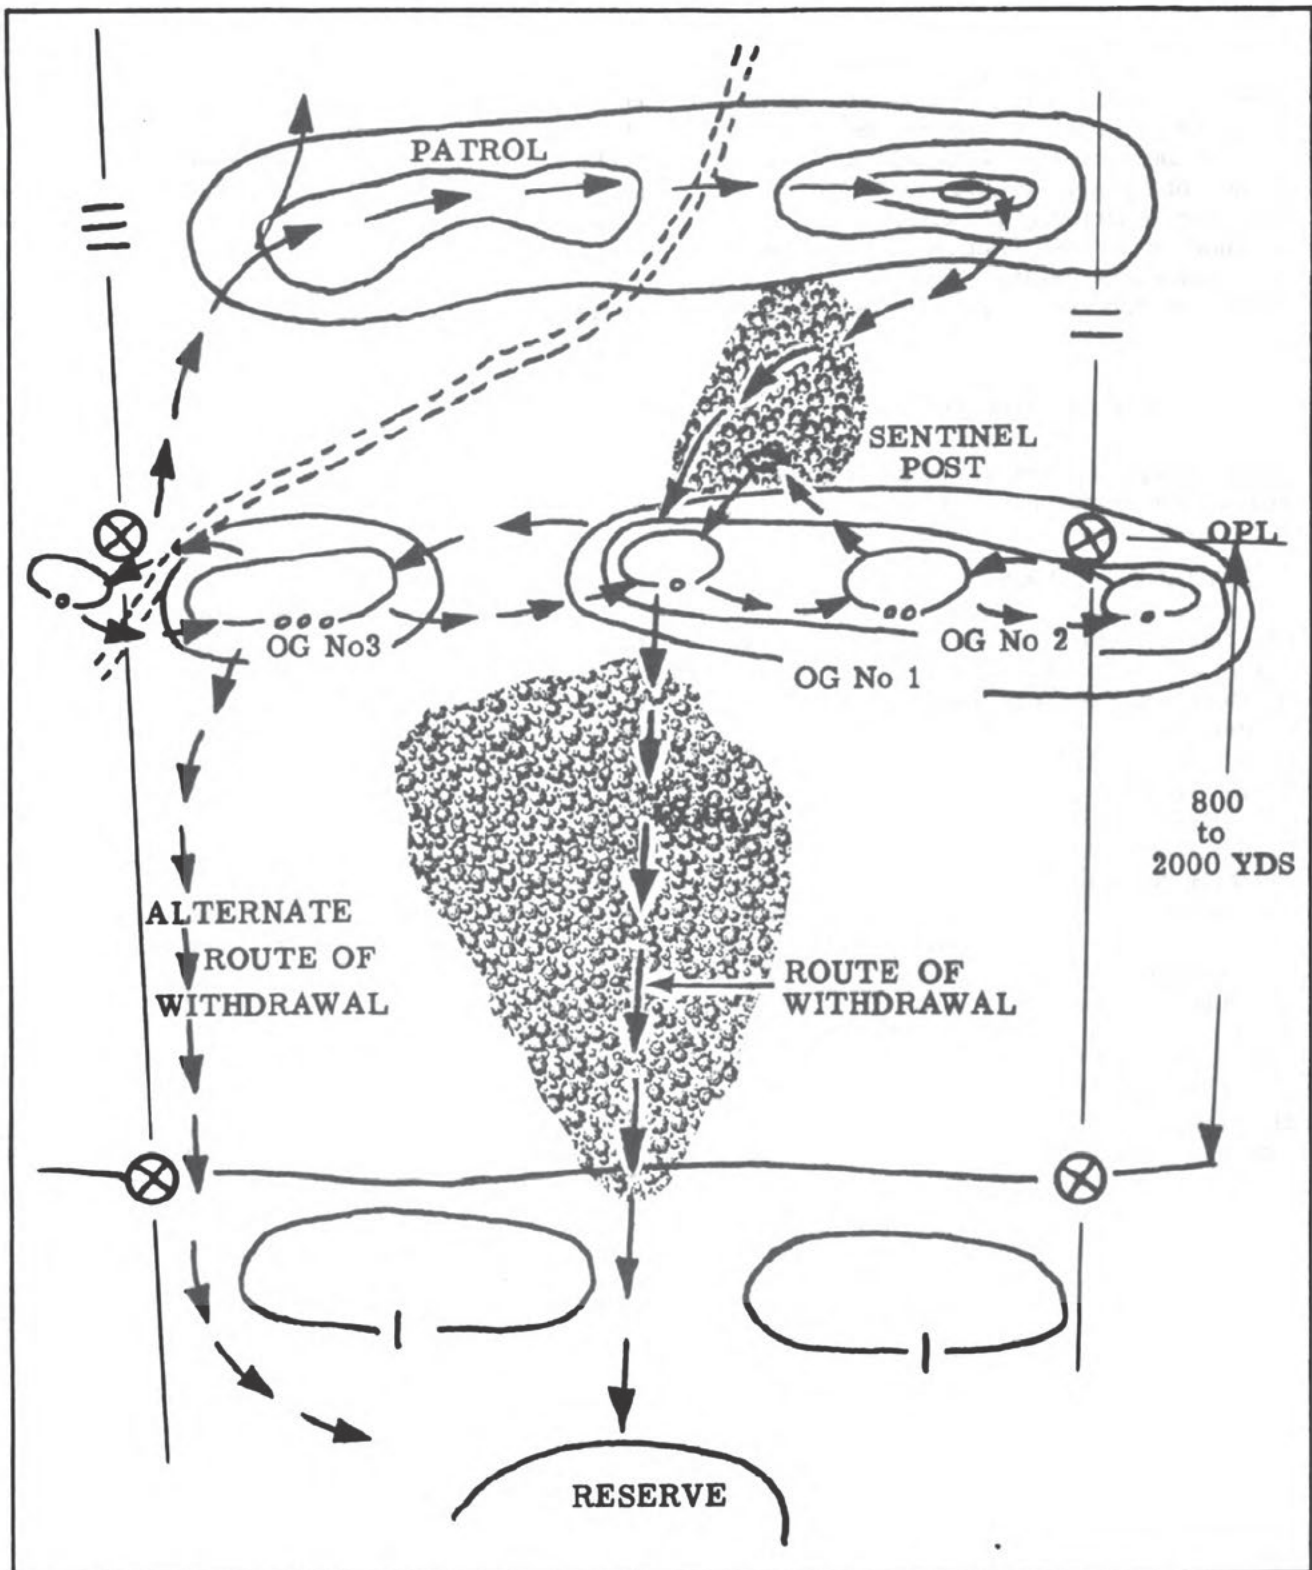 PATROL
SENTINEL
POST
OPL
OG No3
OG No 2
OG No 1
800
to
2000 YDS
ALTERNATE
ROUTE OF
WITHDRAWAL
ROUTE OF
WITHDRAWAL
RESERVE